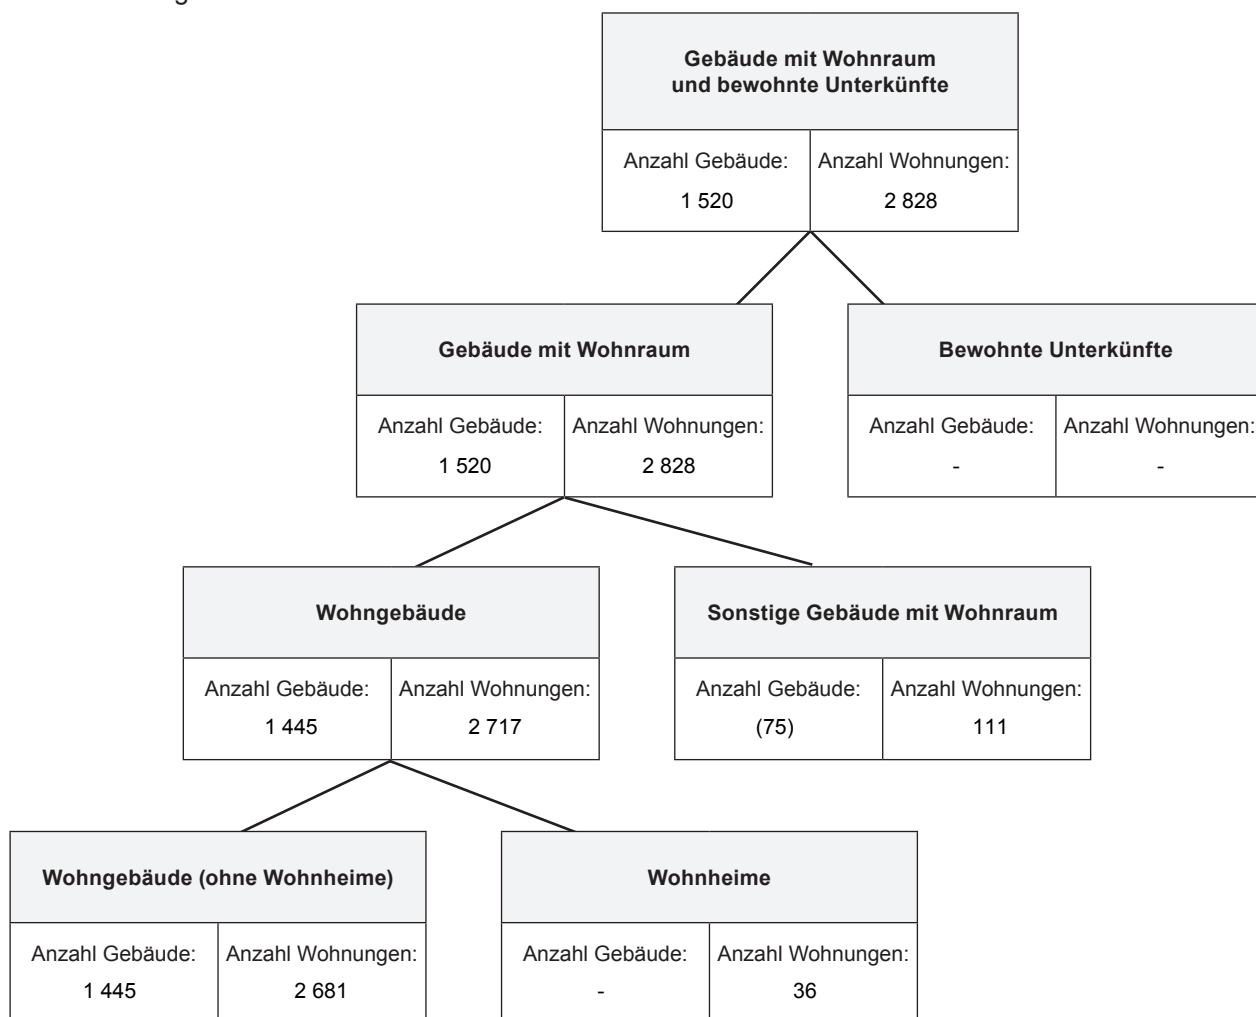 Gebäude mit Wohnraum
und bewohnte Unterkünfte
Anzahl Gebäude: Anzahl Wohnungen:
1 520 2 828
Gebäude mit Wohnraum
Anzahl Gebäude: Anzahl Wohnungen:
1 520 2 828
Bewohnte Unterkünfte
Anzahl Gebäude: Anzahl Wohnungen:
- -
Wohngebäude
Anzahl Gebäude: Anzahl Wohnungen:
1 445 2 717
Sonstige Gebäude mit Wohnraum
Anzahl Gebäude: Anzahl Wohnungen:
(75) 111
Wohngebäude (ohne Wohnheime)
Anzahl Gebäude: Anzahl Wohnungen:
1 445 2 681
Wohnheime
Anzahl Gebäude: Anzahl Wohnungen:
- 36